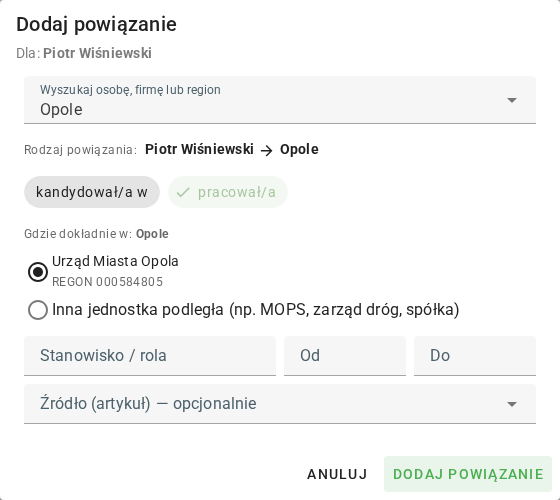 Dodaj powiązanie
Dla: Piotr Wiśniewski
Wyszukaj osobę, firmę lub region
Opole
Rodzaj powiązania: Piotr Wiśniewski → Opole
kandydował/a w
pracował/a
Gdzie dokładnie w: Opole
Urząd Miasta Opola
REGON 000584805
Inna jednostka podległa (np. MOPS, zarząd dróg, spółka)
Stanowisko / rola
Od
Do
Źródło (artykuł) — opcjonalnie
ANULUJ
DODAJ POWIĄZANIE